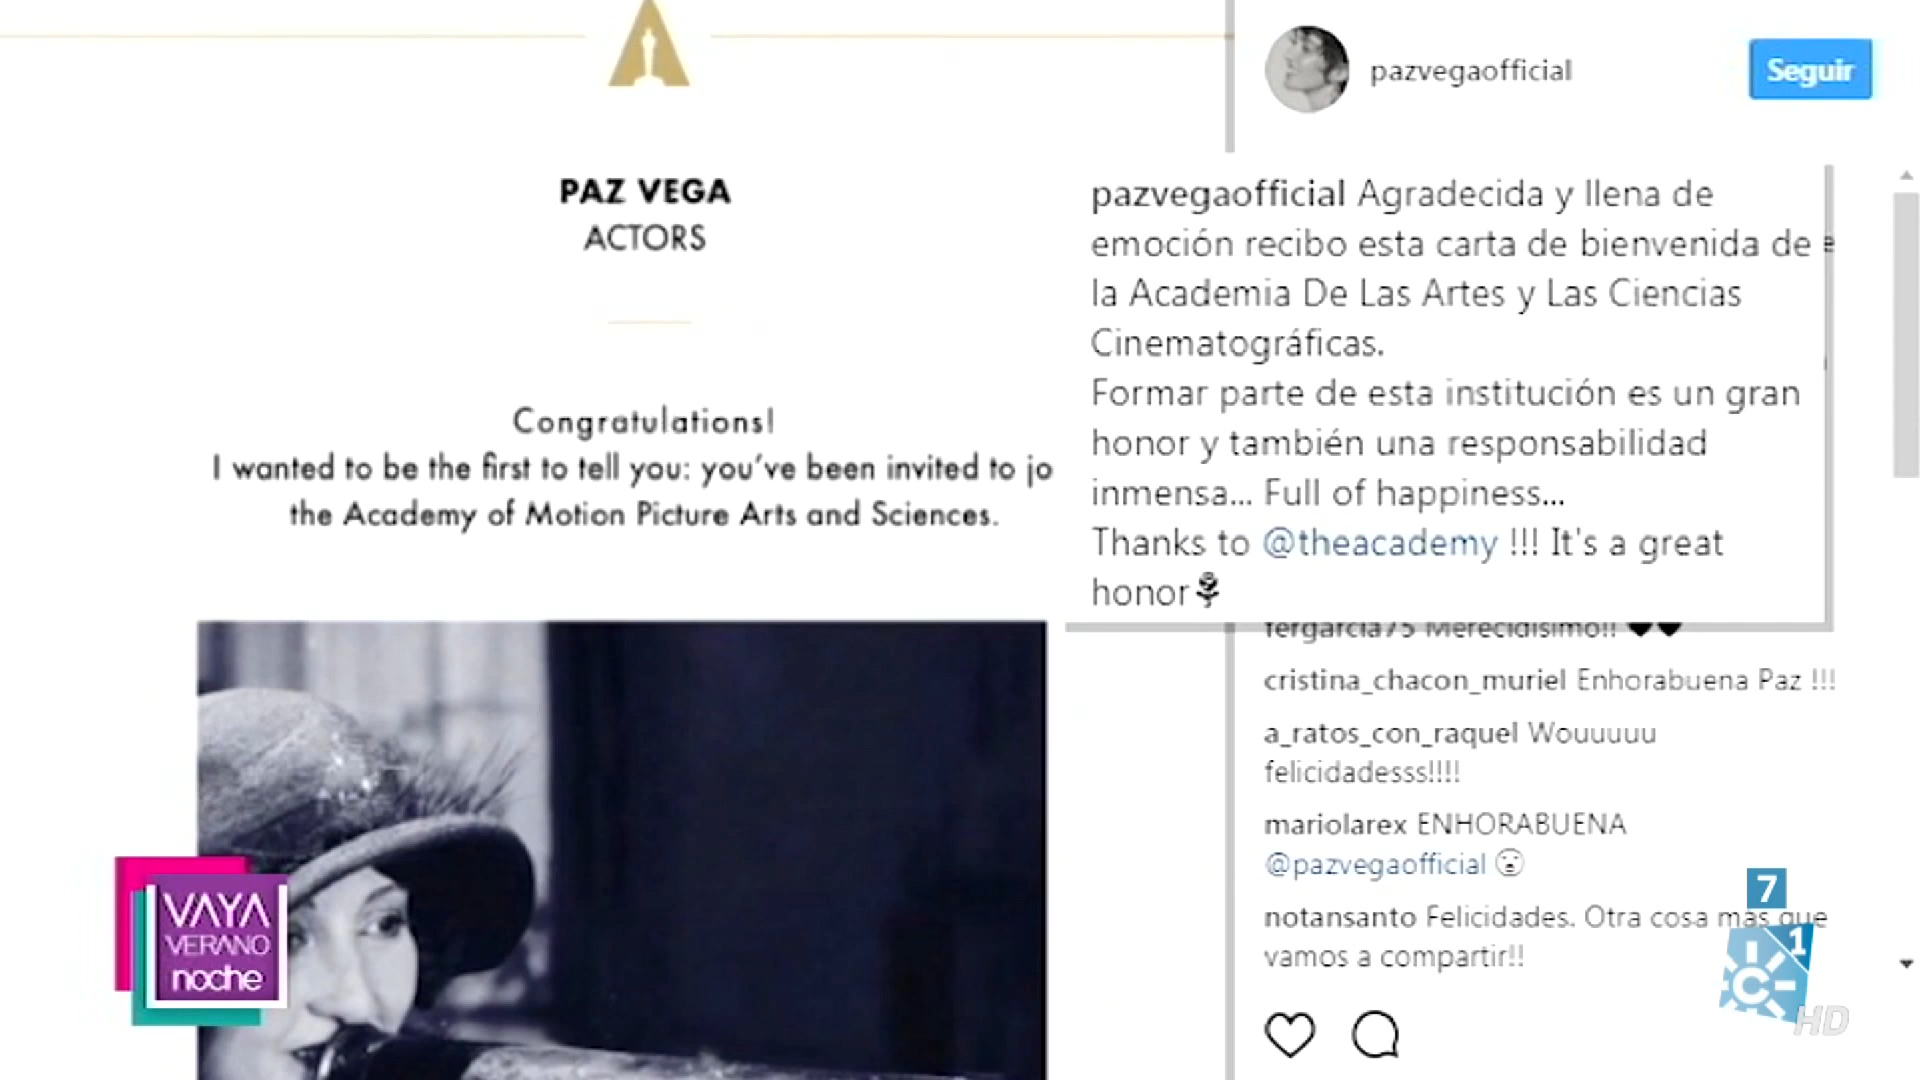 PAZ VEGA
ACTORS
Congratulations!
I wanted to be the first to tell you: you've been invited to jo
the Academy of Motion Picture Arts and Sciences.
pazvegaofficial
Seguir
pazvegaofficial Agradecida y llena de
emoción recibo esta carta de bienvenida de
la Academia De Las Artes y Las Ciencias
Cinematográficas.
Formar parte de esta institución es un gran
honor y también una responsabilidad
inmensa... Full of happiness...
Thanks to @theacademy !!! It's a great
honor🌹
fergarcia75 Merecidisimo!! ♥♥
cristina_chacon_muriel Enhorabuena Paz !!!
a_ratos_con_raquel Wouuuuu
felicidadesss!!!!
mariolarex ENHORABUENA
@pazvegaofficial 😮
notansanto Felicidades. Otra cosa mas que
vamos a compartir!!
VAYA
VERANO
noche
7
1
HD